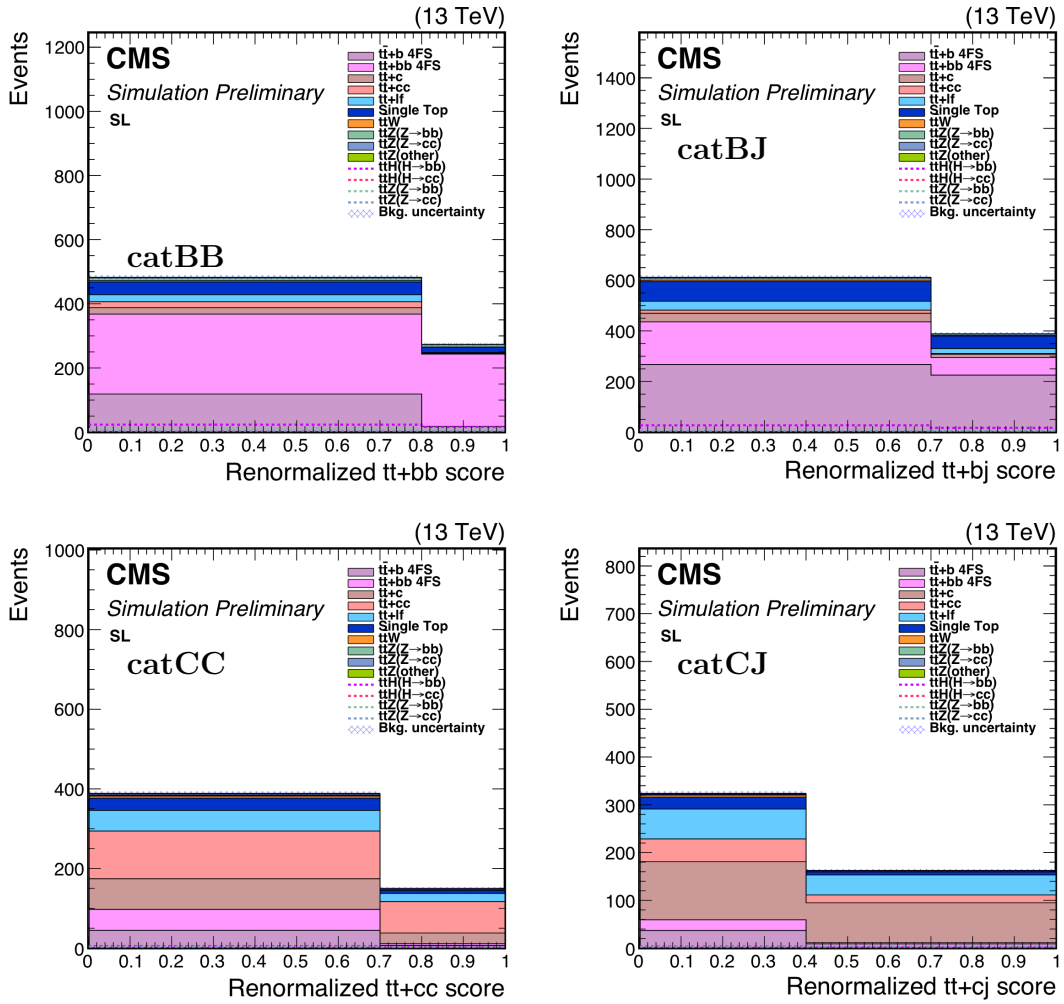 (13 TeV)
Events
1200
1000
800
600
400
200
0
CMS
Simulation Preliminary
SL
catBB
tt̄+b 4FS
tt+bb 4FS
tt+c
tt+cc
tt+lf
Single Top
ttW
ttZ(Z→bb)
ttZ(Z→cc)
ttZ(other)
ttH(H→bb)
ttH(H→cc)
ttZ(Z→bb)
ttZ(Z→cc)
Bkg. uncertainty
0 0.1 0.2 0.3 0.4 0.5 0.6 0.7 0.8 0.9 1
Renormalized tt+bb score
(13 TeV)
Events
1400
1200
1000
800
600
400
200
0
CMS
Simulation Preliminary
SL
catBJ
tt̄+b 4FS
tt+bb 4FS
tt+c
tt+cc
tt+lf
Single Top
ttW
ttZ(Z→bb)
ttZ(Z→cc)
ttZ(other)
ttH(H→bb)
ttH(H→cc)
ttZ(Z→bb)
ttZ(Z→cc)
Bkg. uncertainty
0 0.1 0.2 0.3 0.4 0.5 0.6 0.7 0.8 0.9 1
Renormalized tt+bj score
(13 TeV)
Events
1000
800
600
400
200
0
CMS
Simulation Preliminary
SL
catCC
tt̄+b 4FS
tt+bb 4FS
tt+c
tt+cc
tt+lf
Single Top
ttW
ttZ(Z→bb)
ttZ(Z→cc)
ttZ(other)
ttH(H→bb)
ttH(H→cc)
ttZ(Z→bb)
ttZ(Z→cc)
Bkg. uncertainty
0 0.1 0.2 0.3 0.4 0.5 0.6 0.7 0.8 0.9 1
Renormalized tt+cc score
(13 TeV)
Events
800
700
600
500
400
300
200
100
0
CMS
Simulation Preliminary
SL
catCJ
tt̄+b 4FS
tt+bb 4FS
tt+c
tt+cc
tt+lf
Single Top
ttW
ttZ(Z→bb)
ttZ(Z→cc)
ttZ(other)
ttH(H→bb)
ttH(H→cc)
ttZ(Z→bb)
ttZ(Z→cc)
Bkg. uncertainty
0 0.1 0.2 0.3 0.4 0.5 0.6 0.7 0.8 0.9 1
Renormalized tt+cj score